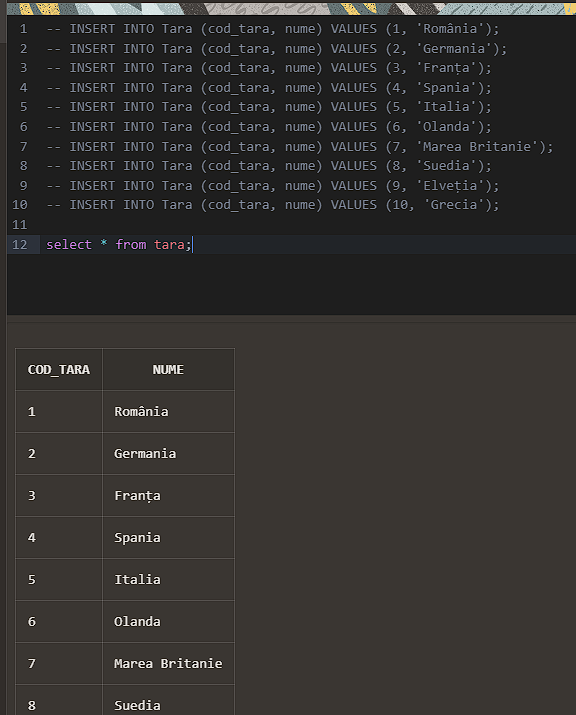 1 -- INSERT INTO Tara (cod_tara, nume) VALUES (1, 'România');
2 -- INSERT INTO Tara (cod_tara, nume) VALUES (2, 'Germania');
3 -- INSERT INTO Tara (cod_tara, nume) VALUES (3, 'Franța');
4 -- INSERT INTO Tara (cod_tara, nume) VALUES (4, 'Spania');
5 -- INSERT INTO Tara (cod_tara, nume) VALUES (5, 'Italia');
6 -- INSERT INTO Tara (cod_tara, nume) VALUES (6, 'Olanda');
7 -- INSERT INTO Tara (cod_tara, nume) VALUES (7, 'Marea Britanie');
8 -- INSERT INTO Tara (cod_tara, nume) VALUES (8, 'Suedia');
9 -- INSERT INTO Tara (cod_tara, nume) VALUES (9, 'Elveția');
10 -- INSERT INTO Tara (cod_tara, nume) VALUES (10, 'Grecia');
11
12 select * from tara;
COD_TARA NUME
1 România
2 Germania
3 Franța
4 Spania
5 Italia
6 Olanda
7 Marea Britanie
8 Suedia